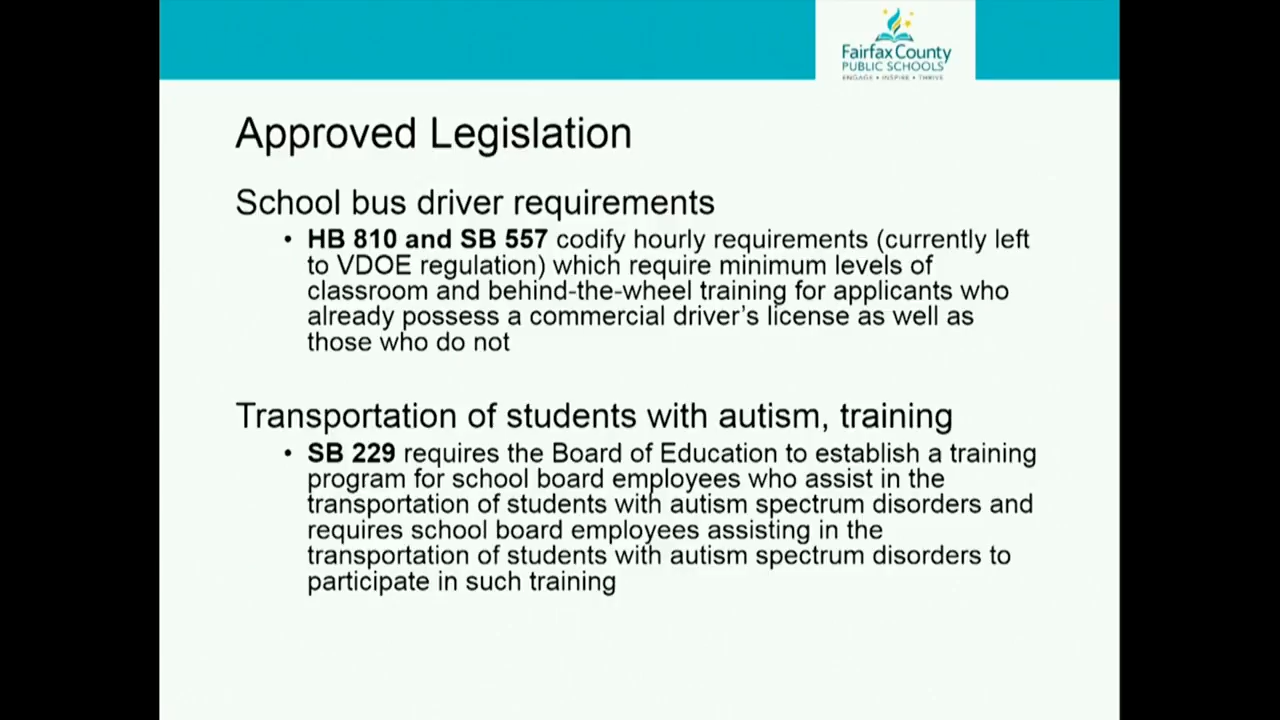 Fairfax County
PUBLIC SCHOOLS
ENGAGE • INSPIRE • THRIVE
Approved Legislation
School bus driver requirements
• HB 810 and SB 557 codify hourly requirements (currently left
to VDOE regulation) which require minimum levels of
classroom and behind-the-wheel training for applicants who
already possess a commercial driver's license as well as
those who do not
Transportation of students with autism, training
• SB 229 requires the Board of Education to establish a training
program for school board employees who assist in the
transportation of students with autism spectrum disorders and
requires school board employees assisting in the
transportation of students with autism spectrum disorders to
participate in such training